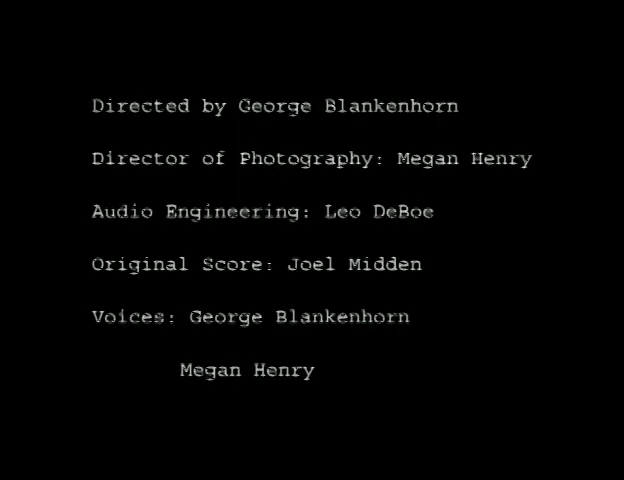 Directed by George Blankenhorn
Director of Photography: Megan Henry
Audio Engineering: Leo DeBoe
Original Score: Joel Midden
Voices: George Blankenhorn
Megan Henry